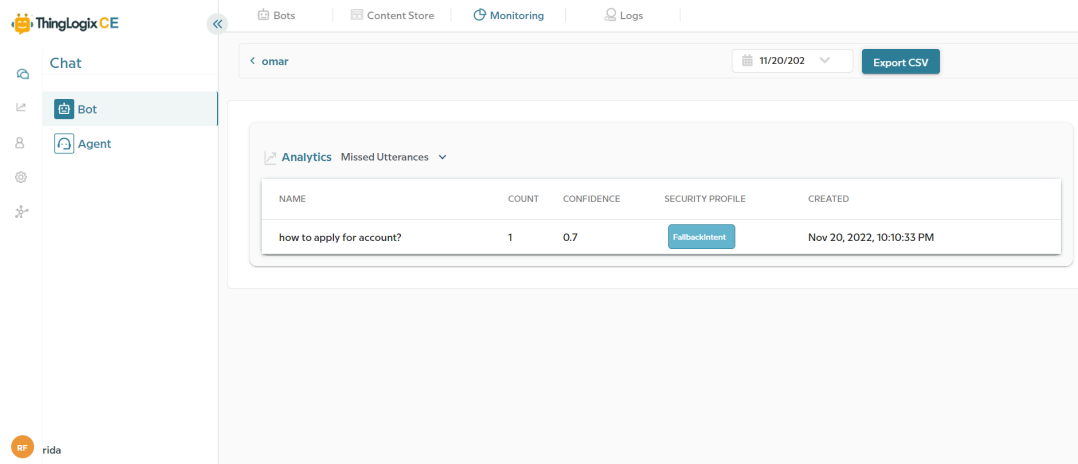 ThingLogix CE
Bots
Content Store
Monitoring
Logs
Chat
omar
11/20/202
Export CSV
Bot
Agent
Analytics Missed Utterances
NAME COUNT CONFIDENCE SECURITY PROFILE CREATED
how to apply for account? 1 0.7 FallbackIntent Nov 20, 2022, 10:10:33 PM
RF rida